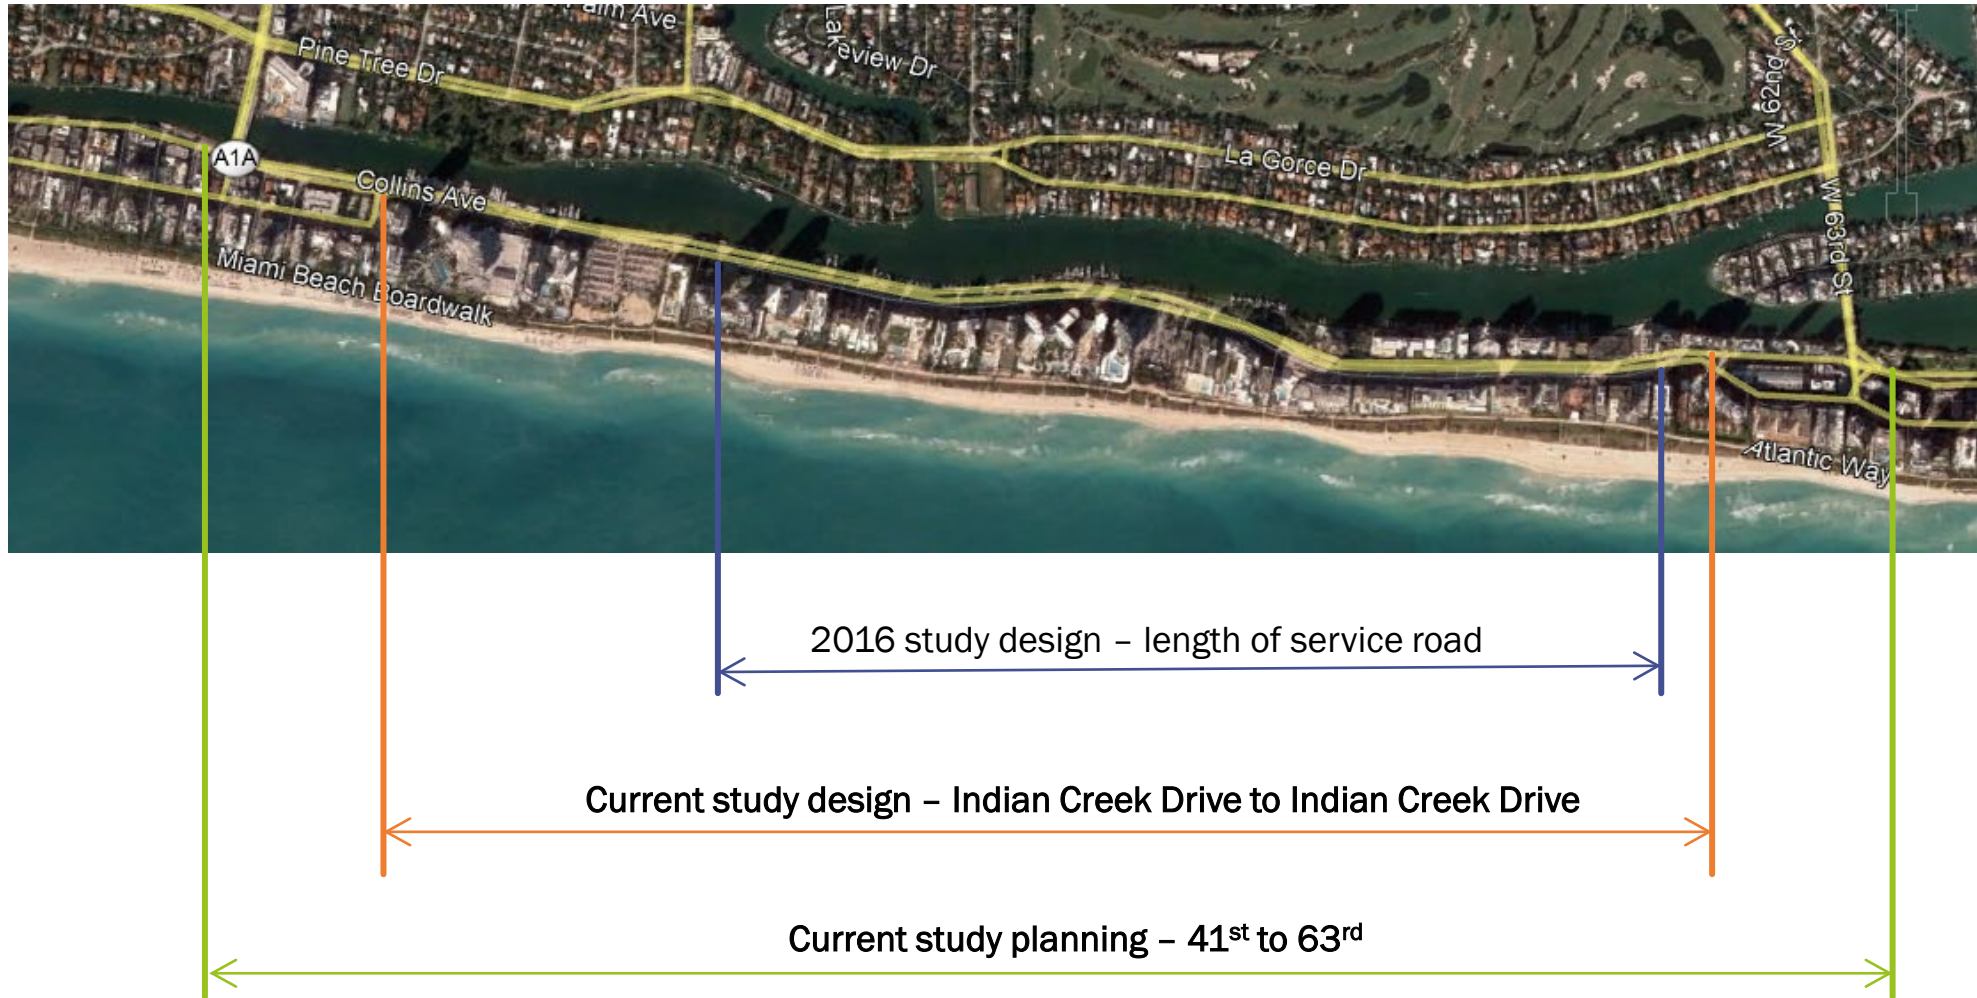 Palm Ave
Lakeview Dr
Pine Tree Dr
W 62nd St
A1A
La Gorce Dr
Collins Ave
W 63rd St
Miami Beach Boardwalk
Atlantic Way
2016 study design – length of service road
Current study design – Indian Creek Drive to Indian Creek Drive
Current study planning – 41st to 63rd